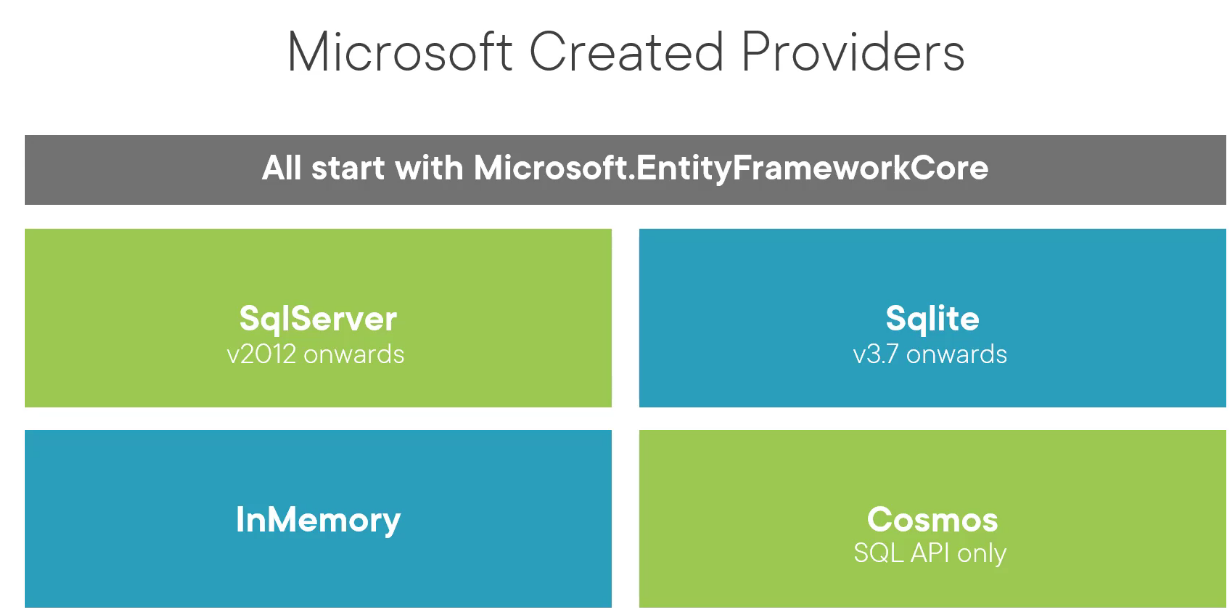 Microsoft Created Providers
All start with Microsoft.EntityFrameworkCore
SqlServer
v2012 onwards
Sqlite
v3.7 onwards
InMemory
Cosmos
SQL API only